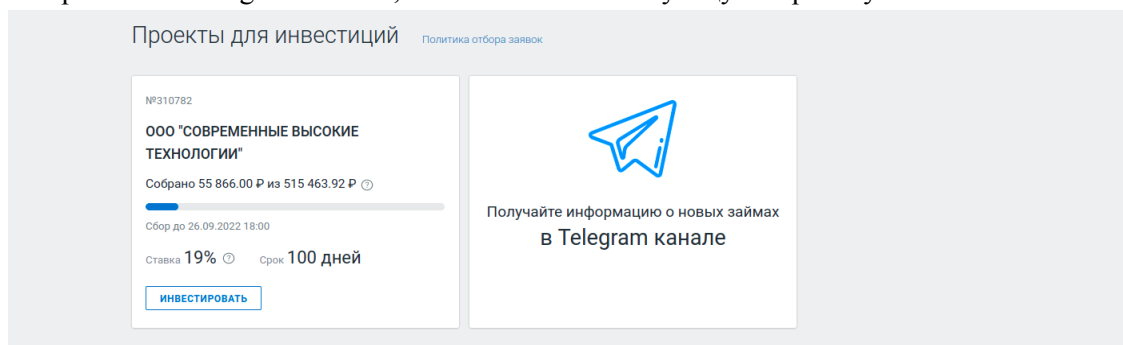 Проекты для инвестиций Политика отбора заявок
№310782
ООО "СОВРЕМЕННЫЕ ВЫСОКИЕ
ТЕХНОЛОГИИ"
Собрано 55 866.00 ₽ из 515 463.92 ₽
Сбор до 26.09.2022 18:00
Ставка 19% Срок 100 дней
ИНВЕСТИРОВАТЬ
Получайте информацию о новых займах
в Telegram канале